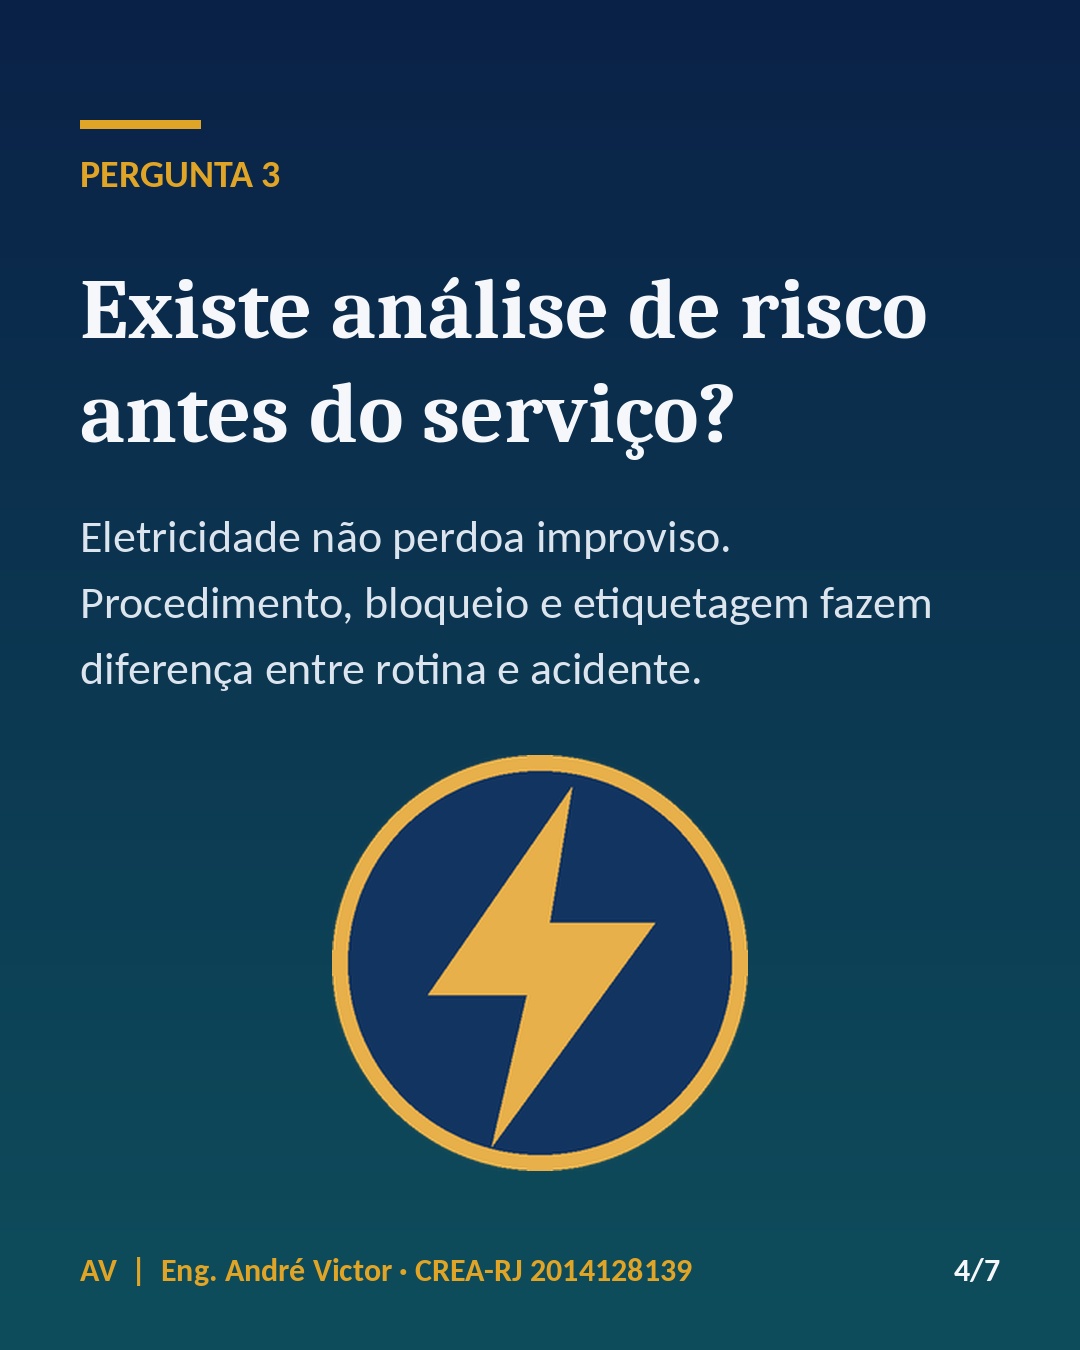 PERGUNTA 3
Existe análise de risco
antes do serviço?
Eletricidade não perdoa improviso.
Procedimento, bloqueio e etiquetagem fazem
diferença entre rotina e acidente.
AV | Eng. André Victor · CREA-RJ 2014128139
4/7